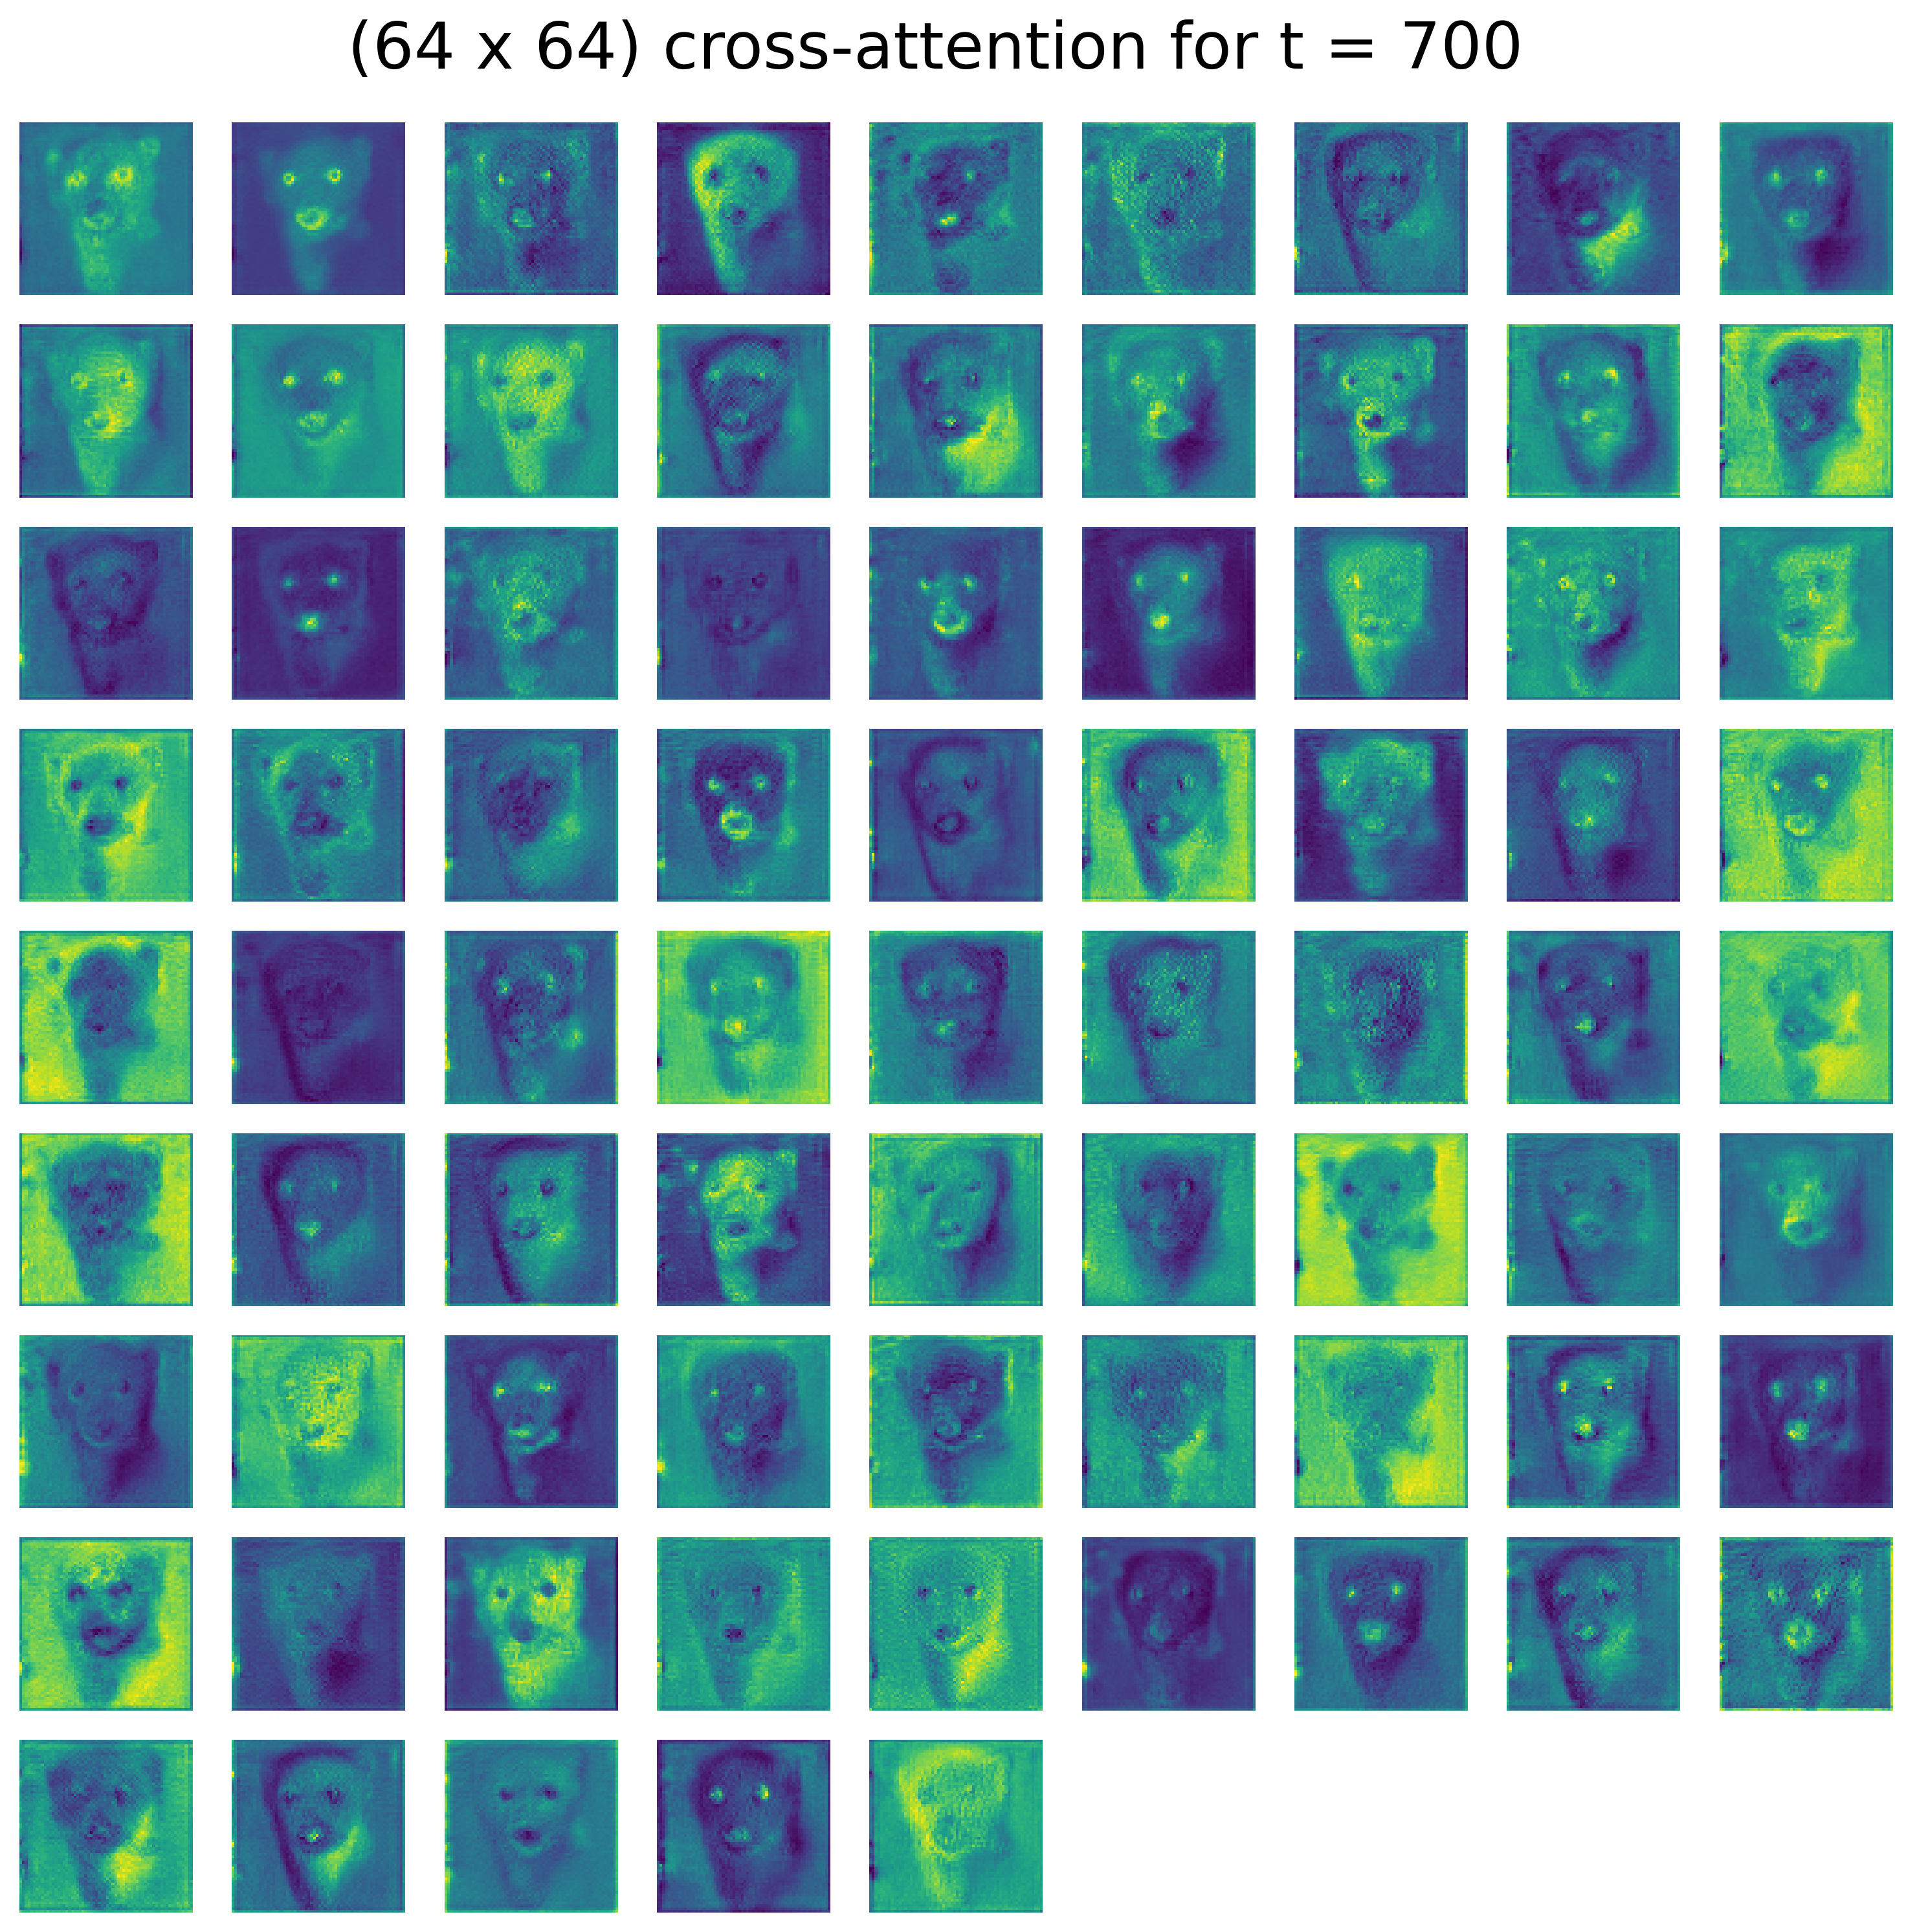 (64 x 64) cross-attention for t = 700